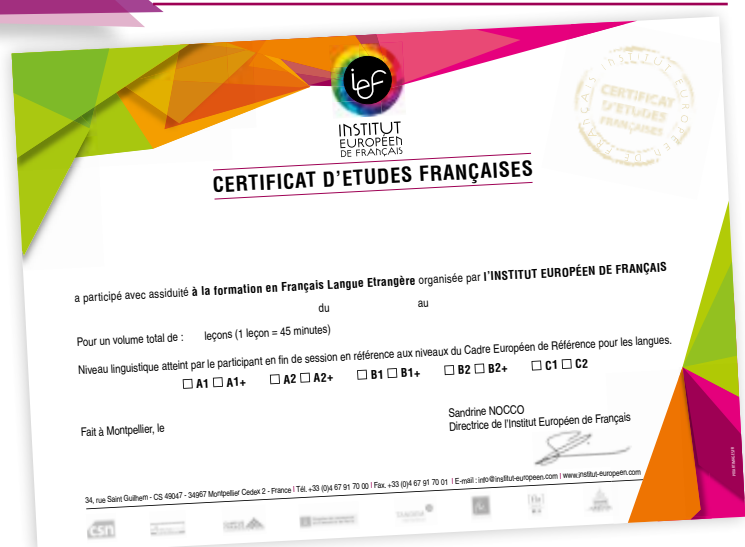 ief
INSTITUT
EUROPÉEN
DE FRANÇAIS
INSTITUT EUROPÉEN DE FRANÇAIS
CERTIFICAT
D'ETUDES
FRANÇAISES
CERTIFICAT D'ETUDES FRANÇAISES
a participé avec assiduité à la formation en Français Langue Etrangère organisée par l'INSTITUT EUROPÉEN DE FRANÇAIS
du au
Pour un volume total de : leçons (1 leçon = 45 minutes)
Niveau linguistique atteint par le participant en fin de session en référence aux niveaux du Cadre Européen de Référence pour les langues.
☐ A1 ☐ A1+ ☐ A2 ☐ A2+ ☐ B1 ☐ B1+ ☐ B2 ☐ B2+ ☐ C1 ☐ C2
Fait à Montpellier, le
Sandrine NOCCO
Directrice de l'Institut Européen de Français
34, rue Saint Guilhem - CS 49047 - 34967 Montpellier Cedex 2 - France I Tél. +33 (0)4 67 91 70 00 I Fax. +33 (0)4 67 91 70 01 I E-mail : info@institut-europeen.com I www.institut-europeen.com
csn